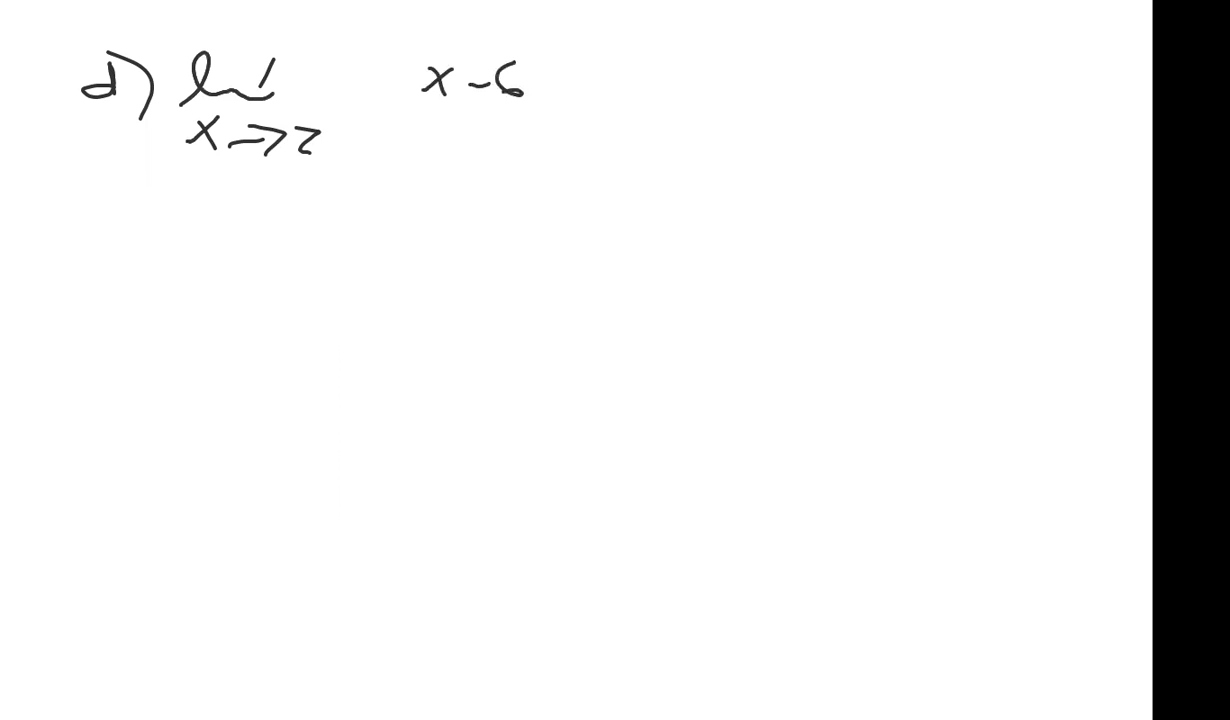 d) lim x - 6
x → 2